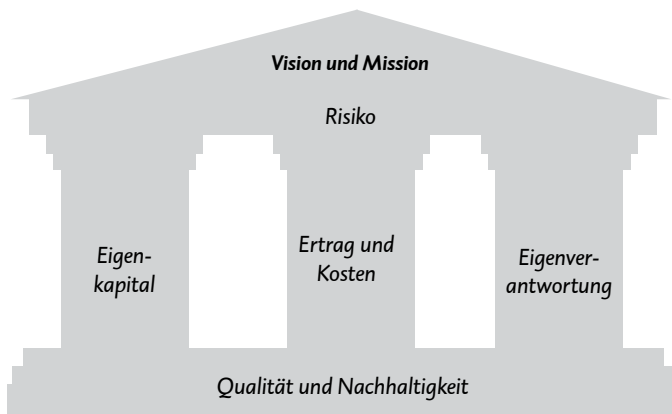 Vision und Mission
Risiko
Eigen-
kapital
Ertrag und
Kosten
Eigenver-
antwortung
Qualität und Nachhaltigkeit